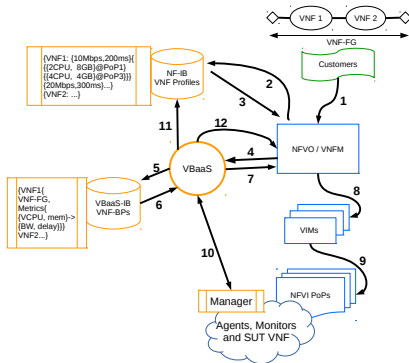 VNF 1
VNF 2
VNF-FG
Customers
{VNF1: {10Mbps,200ms}{
{{2CPU, 8GB}@PoP1}
{{4CPU, 4GB}@PoP3}}}
{20Mbps,300ms}...}
{VNF2: ...}
NF-IB
VNF Profiles
2
3
1
11
12
NFVO / VNFM
VBaaS
4
7
5
6
{VNF1{
VNF-FG,
Metrics{
{VCPU, mem}->
{BW, delay}}}
VNF2...}
VBaaS-IB
VNF-BPs
8
VIMs
10
9
Manager
NFVI PoPs
Agents, Monitors
and SUT VNF